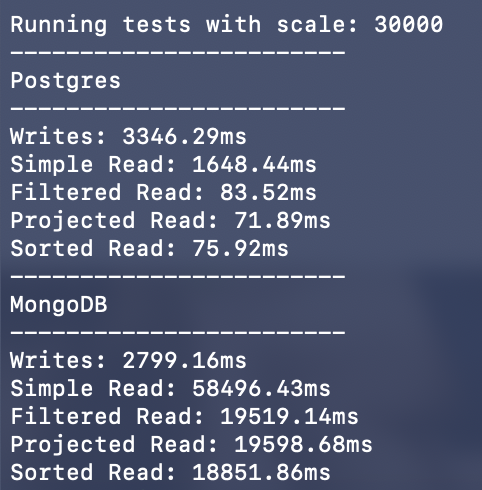 Running tests with scale: 30000
------------------------
Postgres
------------------------
Writes: 3346.29ms
Simple Read: 1648.44ms
Filtered Read: 83.52ms
Projected Read: 71.89ms
Sorted Read: 75.92ms
------------------------
MongoDB
------------------------
Writes: 2799.16ms
Simple Read: 58496.43ms
Filtered Read: 19519.14ms
Projected Read: 19598.68ms
Sorted Read: 18851.86ms